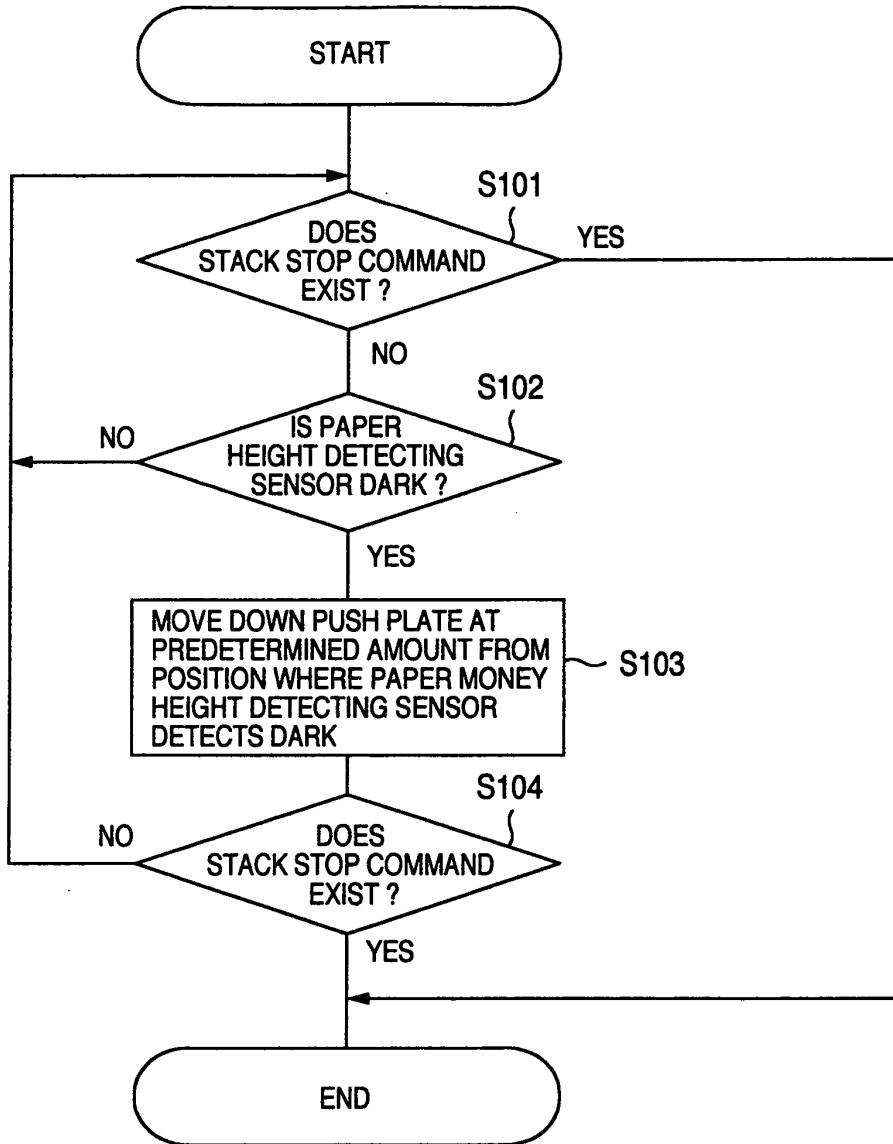 START
S101
DOES
STACK STOP COMMAND
EXIST ?
YES
NO
S102
IS PAPER
HEIGHT DETECTING
SENSOR DARK ?
NO
YES
MOVE DOWN PUSH PLATE AT
PREDETERMINED AMOUNT FROM
POSITION WHERE PAPER MONEY
HEIGHT DETECTING SENSOR
DETECTS DARK
S103
S104
DOES
STACK STOP COMMAND
EXIST ?
NO
YES
END